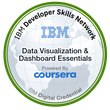 IBM Developer Skills Network
IBM
Data Visualization &
Dashboard Essentials
Powered By
coursera
IBM Digital Credential